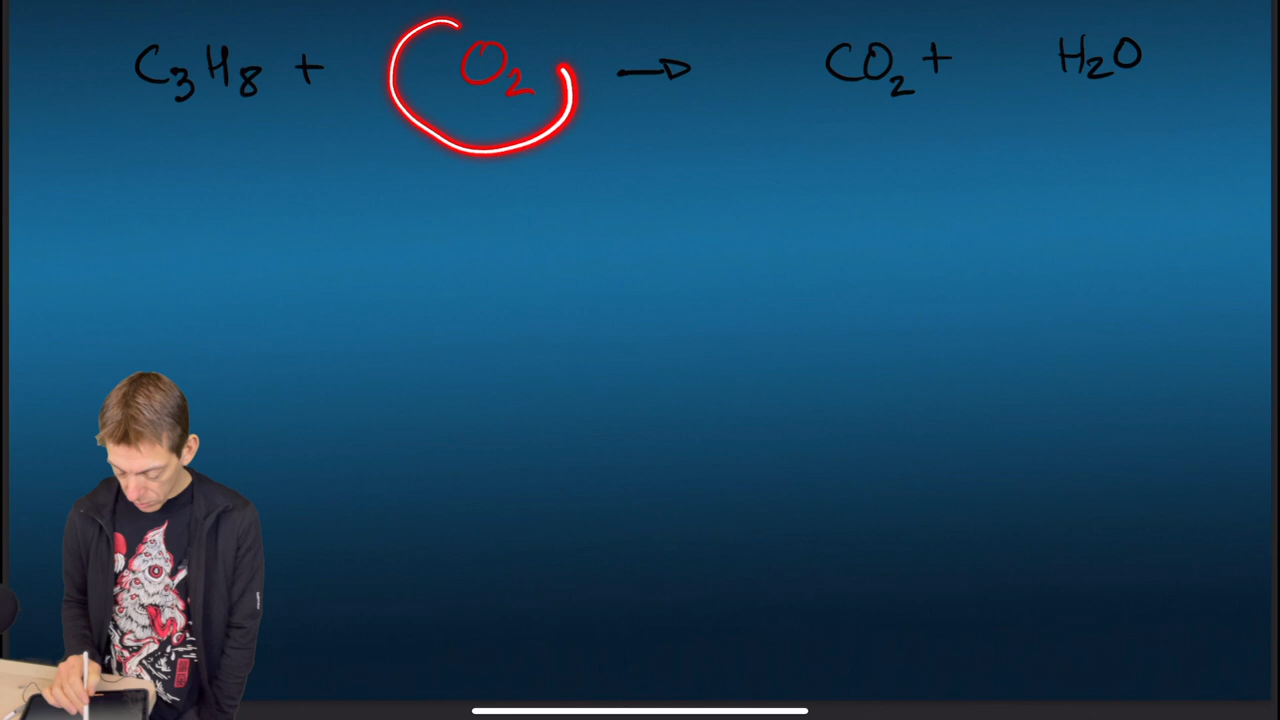 C₃H₈ + O₂ → CO₂ + H₂O